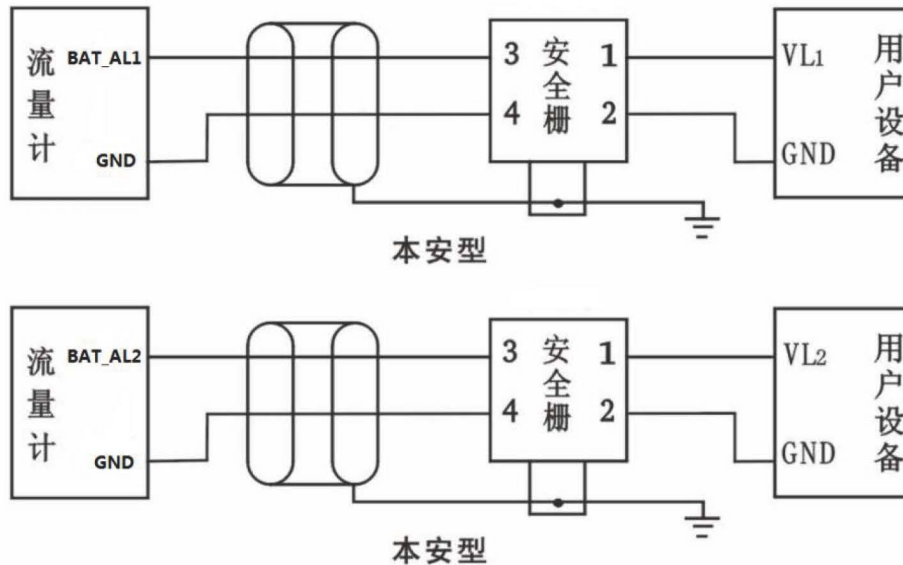 流量计
BAT_AL1
GND
3
4
安全栅
1
2
VL1
GND
用户设备
本安型
流量计
BAT_AL2
GND
3
4
安全栅
1
2
VL2
GND
用户设备
本安型